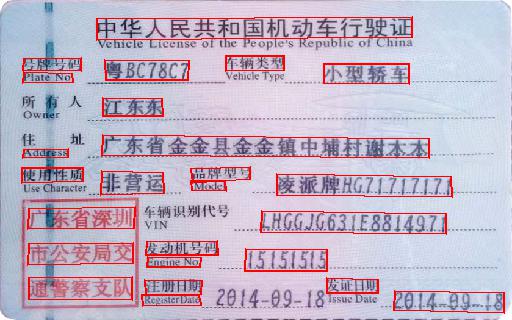 中华人民共和国机动车行驶证
Vehicle License of the People's Republic of China
号牌号码 粤BC78C7 车辆类型 小型轿车
Plate No. Vehicle Type
所有人 江东东
Owner
住址 广东省金金县金金镇中埔村谢木木
Address
使用性质 非营运 品牌型号 凌派牌HG71717171
Use Character Model
广东省深圳 车辆识别代号 LHGGJG631E8814971
VIN
市公安局交 发动机号码 15151515
Engine No.
通警察支队 注册日期 2014-09-18 发证日期 2014-09-18
Register Date Issue Date